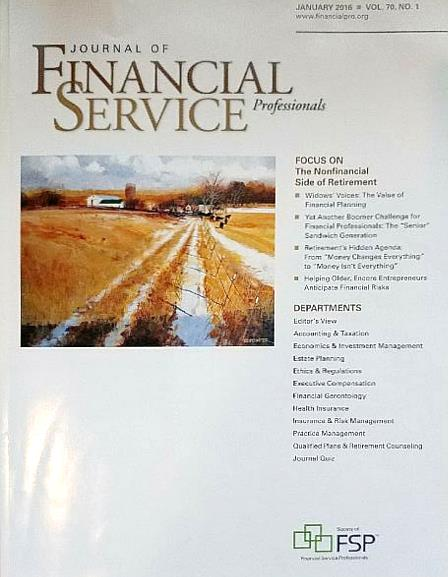 JANUARY 2016 ■ VOL. 70, NO. 1
www.financialpro.org
JOURNAL OF
FINANCIAL
SERVICE Professionals
FOCUS ON
The Nonfinancial
Side of Retirement
■ Widows' Voices: The Value of
Financial Planning
■ Yet Another Boomer Challenge for
Financial Professionals: The "Senior"
Sandwich Generation
■ Retirement's Hidden Agenda:
From "Money Changes Everything"
to "Money Isn't Everything"
■ Helping Older, Encore Entrepreneurs
Anticipate Financial Risks
DEPARTMENTS
Editor's View
Accounting & Taxation
Economics & Investment Management
Estate Planning
Ethics & Regulations
Executive Compensation
Financial Gerontology
Health Insurance
Insurance & Risk Management
Practice Management
Qualified Plans & Retirement Counseling
Journal Quiz
Society of
FSP
Financial Service Professionals